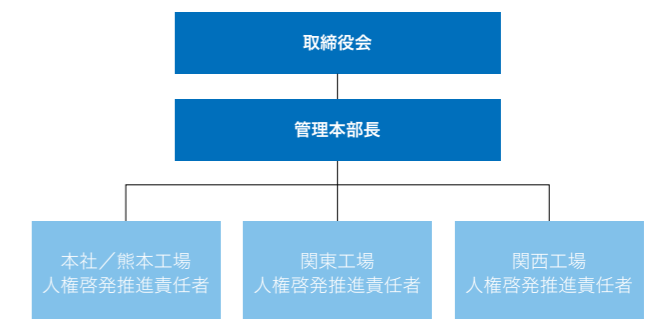 取締役会
管理本部長
本社／熊本工場
人権啓発推進責任者
関東工場
人権啓発推進責任者
関西工場
人権啓発推進責任者